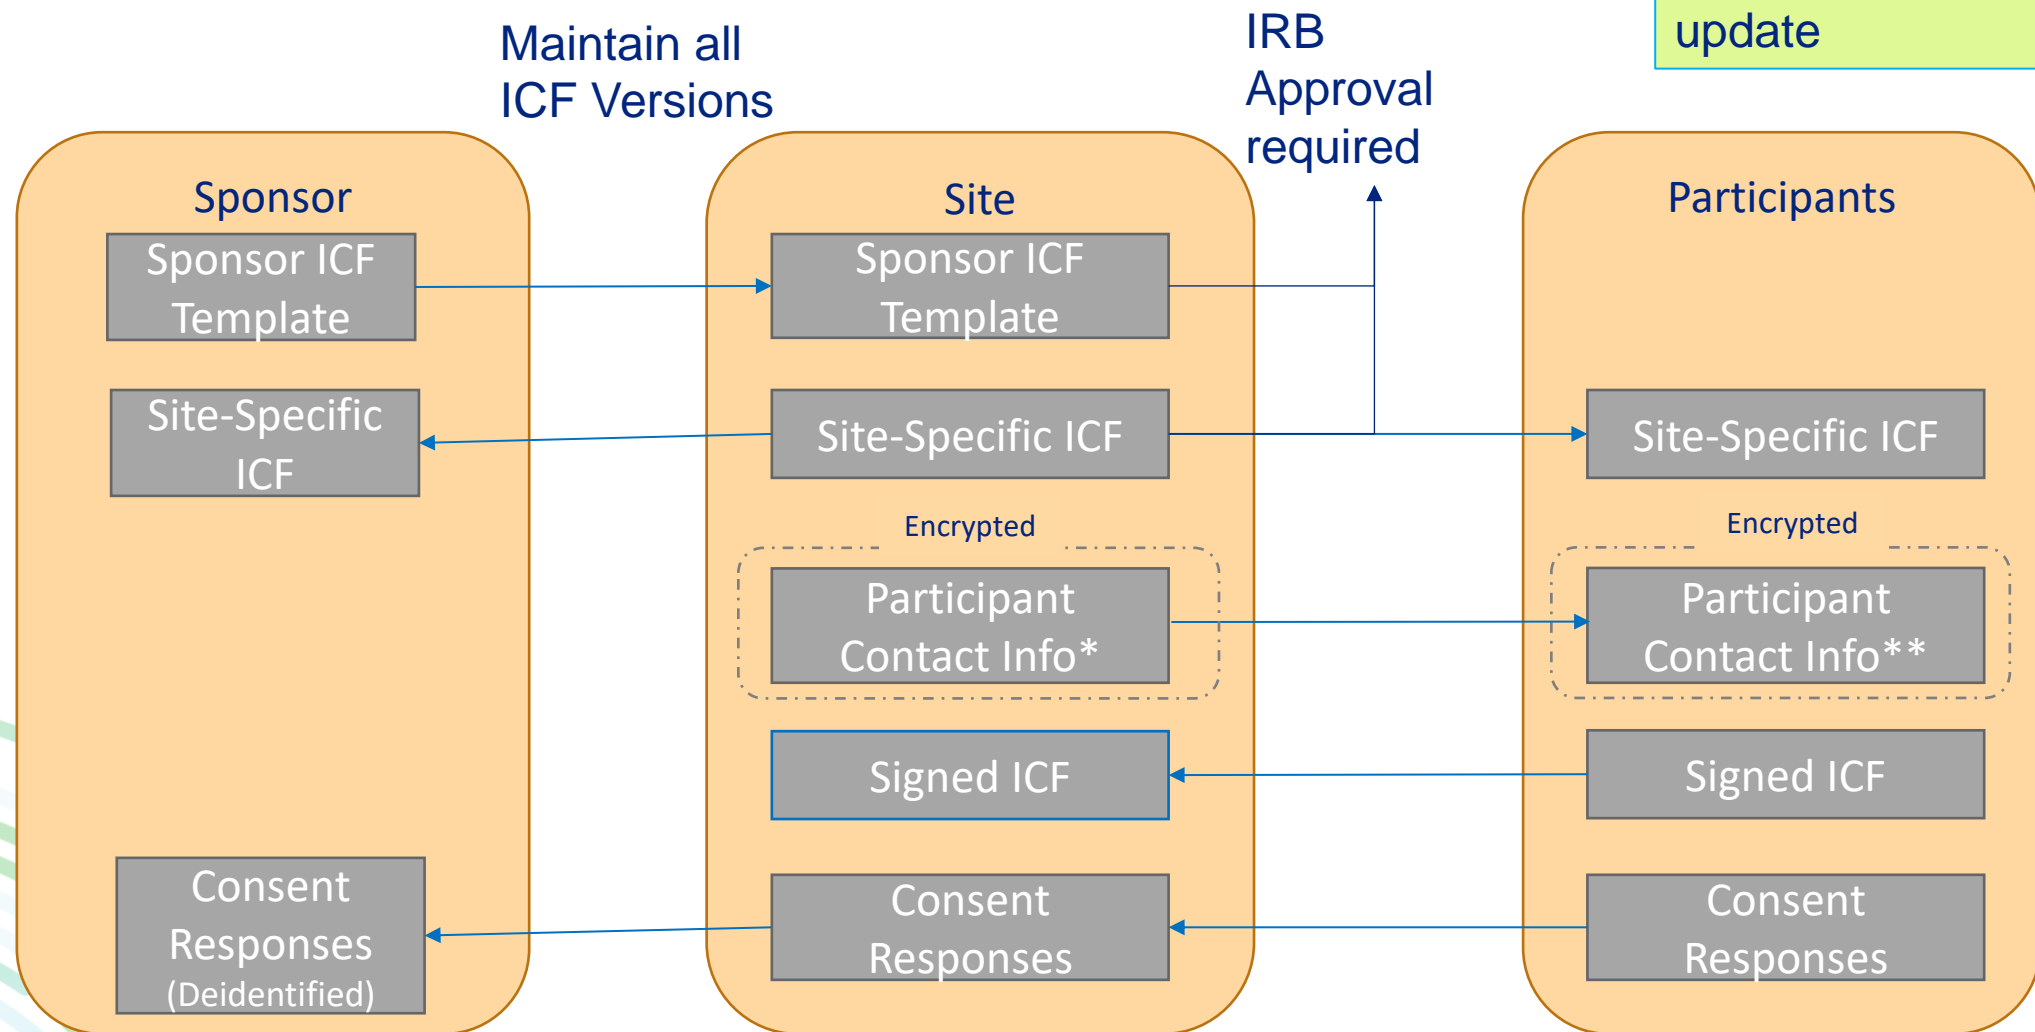 Maintain all
ICF Versions
IRB
Approval
required
update
Sponsor
Sponsor ICF
Template
Site-Specific
ICF
Consent
Responses
(Deidentified)
Site
Sponsor ICF
Template
Site-Specific ICF
Encrypted
Participant
Contact Info*
Signed ICF
Consent
Responses
Participants
Site-Specific ICF
Encrypted
Participant
Contact Info**
Signed ICF
Consent
Responses